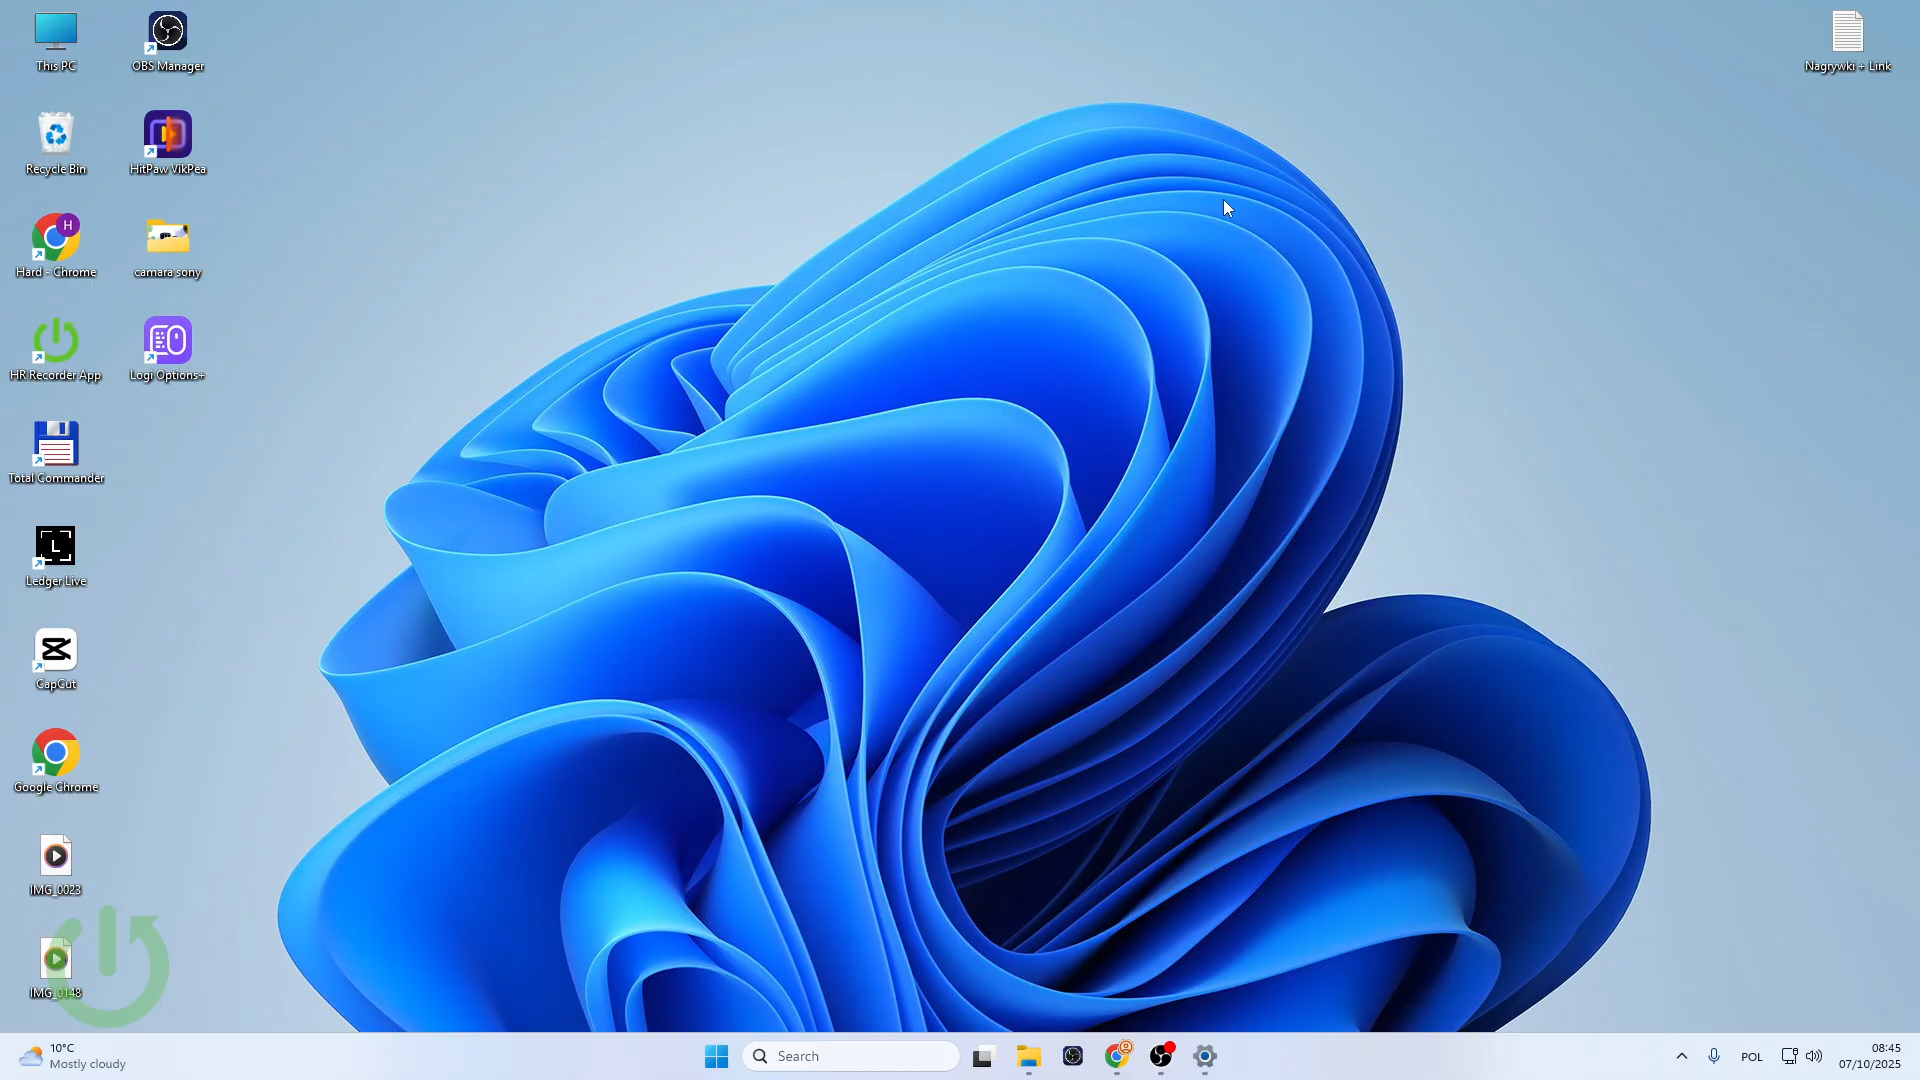 This PC
OBS Manager
Nagrywki + Link
Recycle Bin
HitPaw VikPea
H
Hard - Chrome
camara sony
HR Recorder App
Logi Options+
Total Commander
L
Ledger Live
CapCut
Google Chrome
IMG_0023
IMG_0148
10°C
Mostly cloudy
Search
POL
08:45
07/10/2025